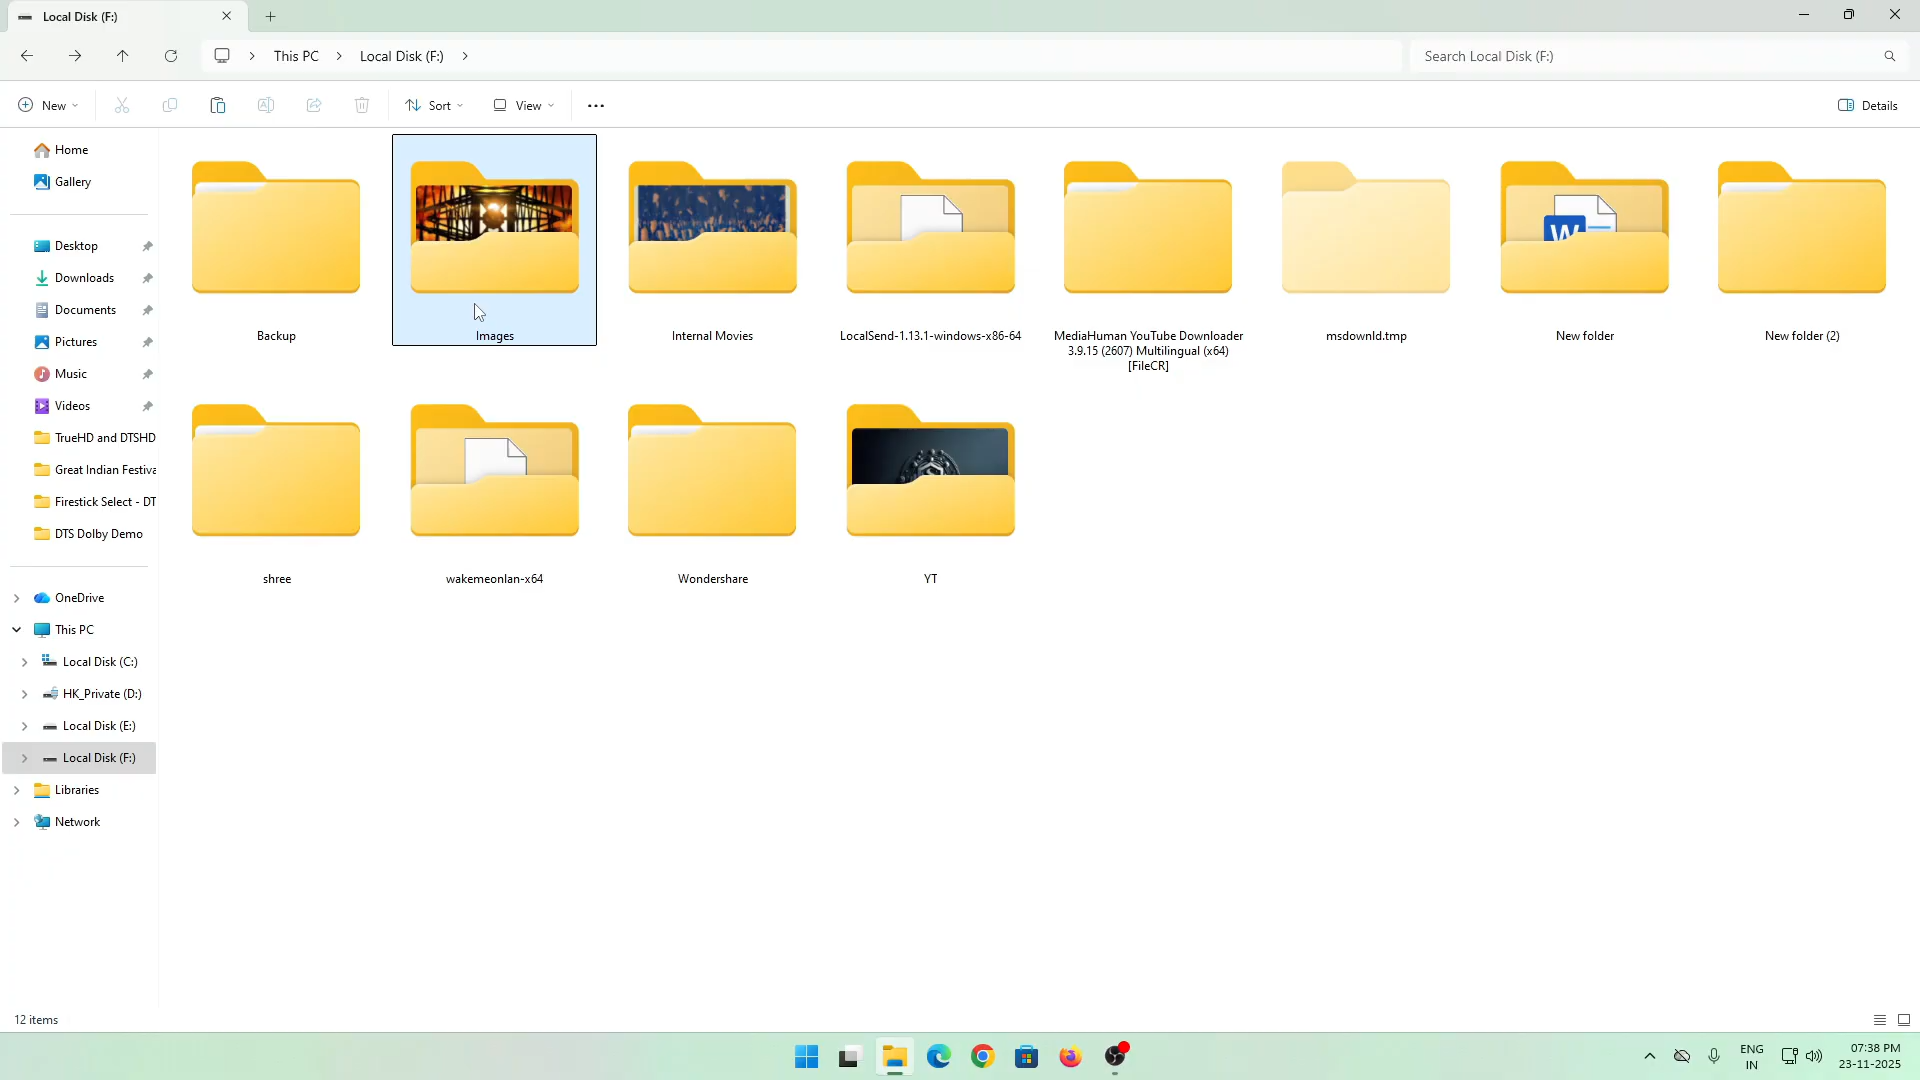 Local Disk (F:)
This PC
Local Disk (F:)
Search Local Disk (F:)
New
Sort
View
Details
Home
Gallery
Desktop
Downloads
Documents
Pictures
Music
Videos
TrueHD and DTSHD
Great Indian Festiva
Firestick Select - DT
DTS Dolby Demo
OneDrive
This PC
Local Disk (C:)
HK_Private (D:)
Local Disk (E:)
Local Disk (F:)
Libraries
Network
Backup
Images
Internal Movies
LocalSend-1.13.1-windows-x86-64
MediaHuman YouTube Downloader
3.9.15 (2607) Multilingual (x64)
[FileCR]
msdownld.tmp
W
New folder
New folder (2)
shree
wakemeonlan-x64
Wondershare
YT
12 items
ENG
IN
07:38 PM
23-11-2025